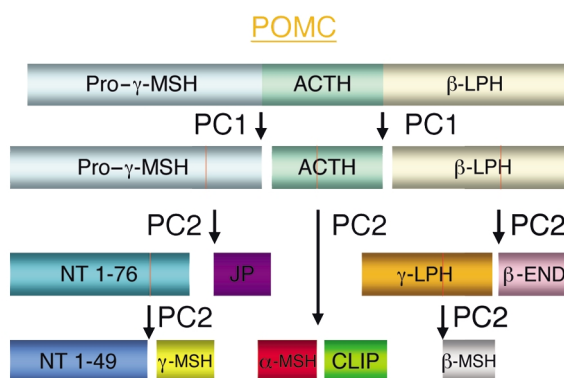 POMC
Pro-γ-MSH ACTH β-LPH
PC1 PC1
Pro-γ-MSH ACTH β-LPH
PC2 PC2 PC2
NT 1-76 JP γ-LPH β-END
PC2 PC2
NT 1-49 γ-MSH α-MSH CLIP β-MSH